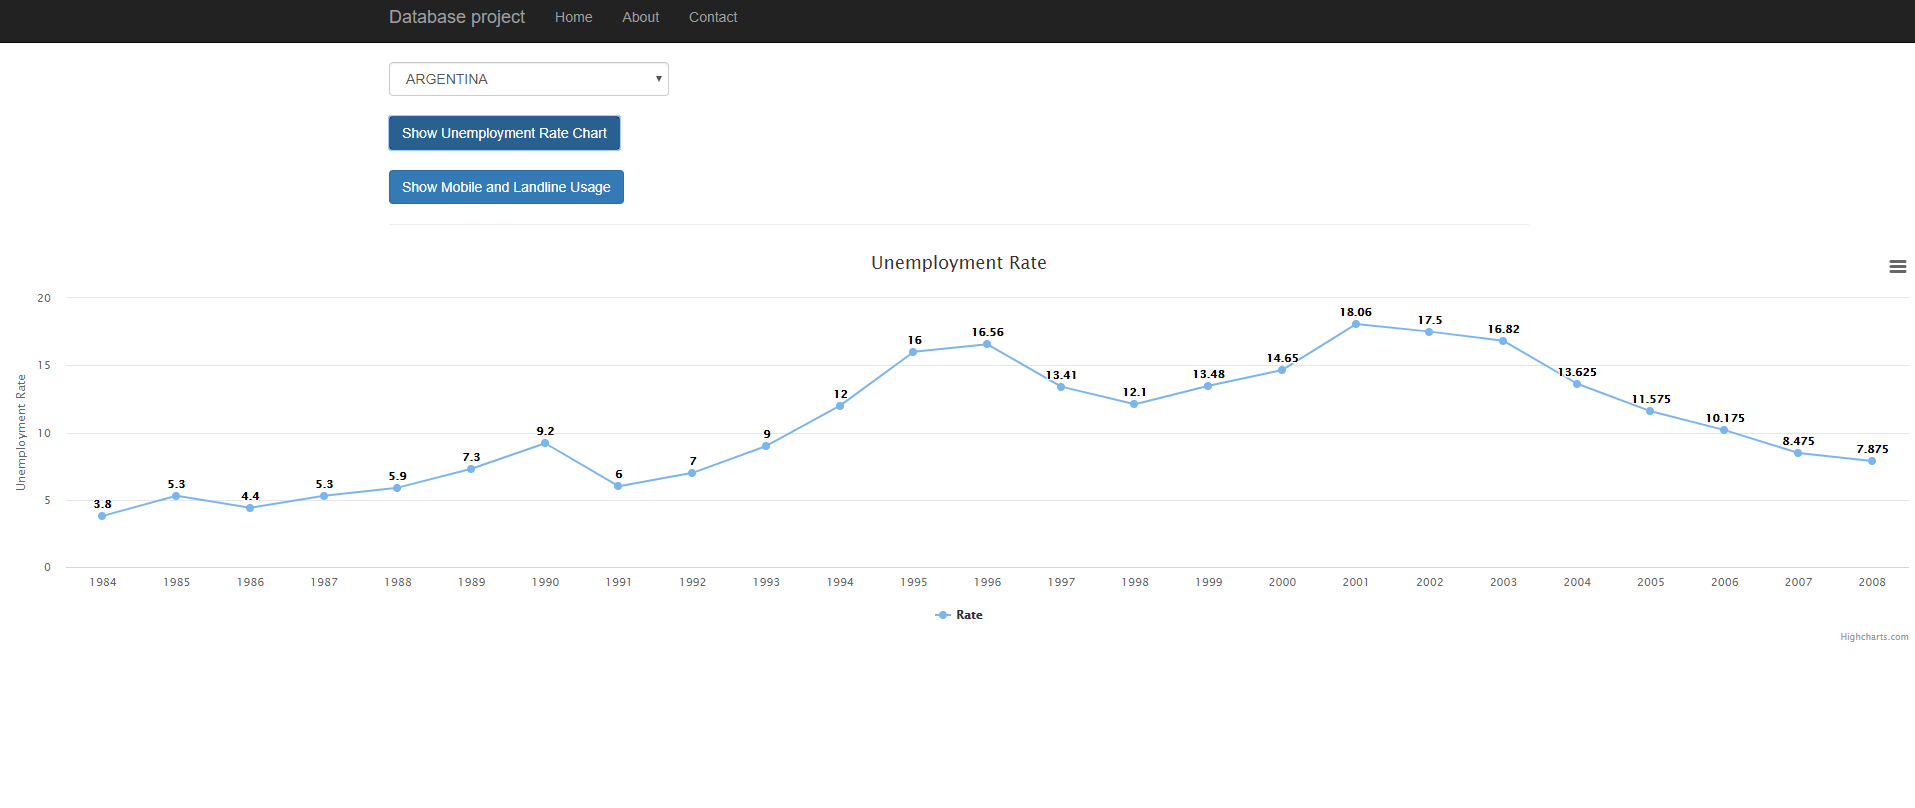 Database project Home About Contact
ARGENTINA
Show Unemployment Rate Chart
Show Mobile and Landline Usage
Unemployment Rate
Unemployment Rate
20
15
10
5
0
3.8 5.3 4.4 5.3 5.9 7.3 9.2 6 7 9 12 16 16.56 13.41 12.1 13.48 14.65 18.06 17.5 16.82 13.625 11.575 10.175 8.475 7.875
1984 1985 1986 1987 1988 1989 1990 1991 1992 1993 1994 1995 1996 1997 1998 1999 2000 2001 2002 2003 2004 2005 2006 2007 2008
Rate
Highcharts.com